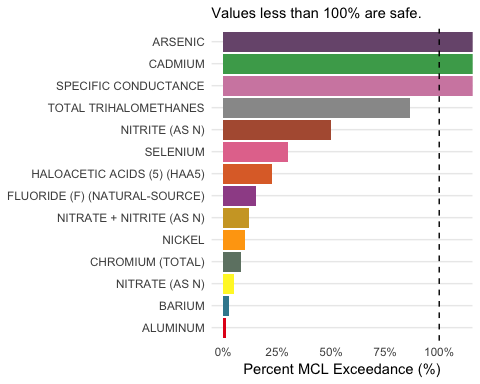 Values less than 100% are safe.
ARSENIC
CADMIUM
SPECIFIC CONDUCTANCE
TOTAL TRIHALOMETHANES
NITRITE (AS N)
SELENIUM
HALOACETIC ACIDS (5) (HAA5)
FLUORIDE (F) (NATURAL-SOURCE)
NITRATE + NITRITE (AS N)
NICKEL
CHROMIUM (TOTAL)
NITRATE (AS N)
BARIUM
ALUMINUM
0% 25% 50% 75% 100%
Percent MCL Exceedance (%)